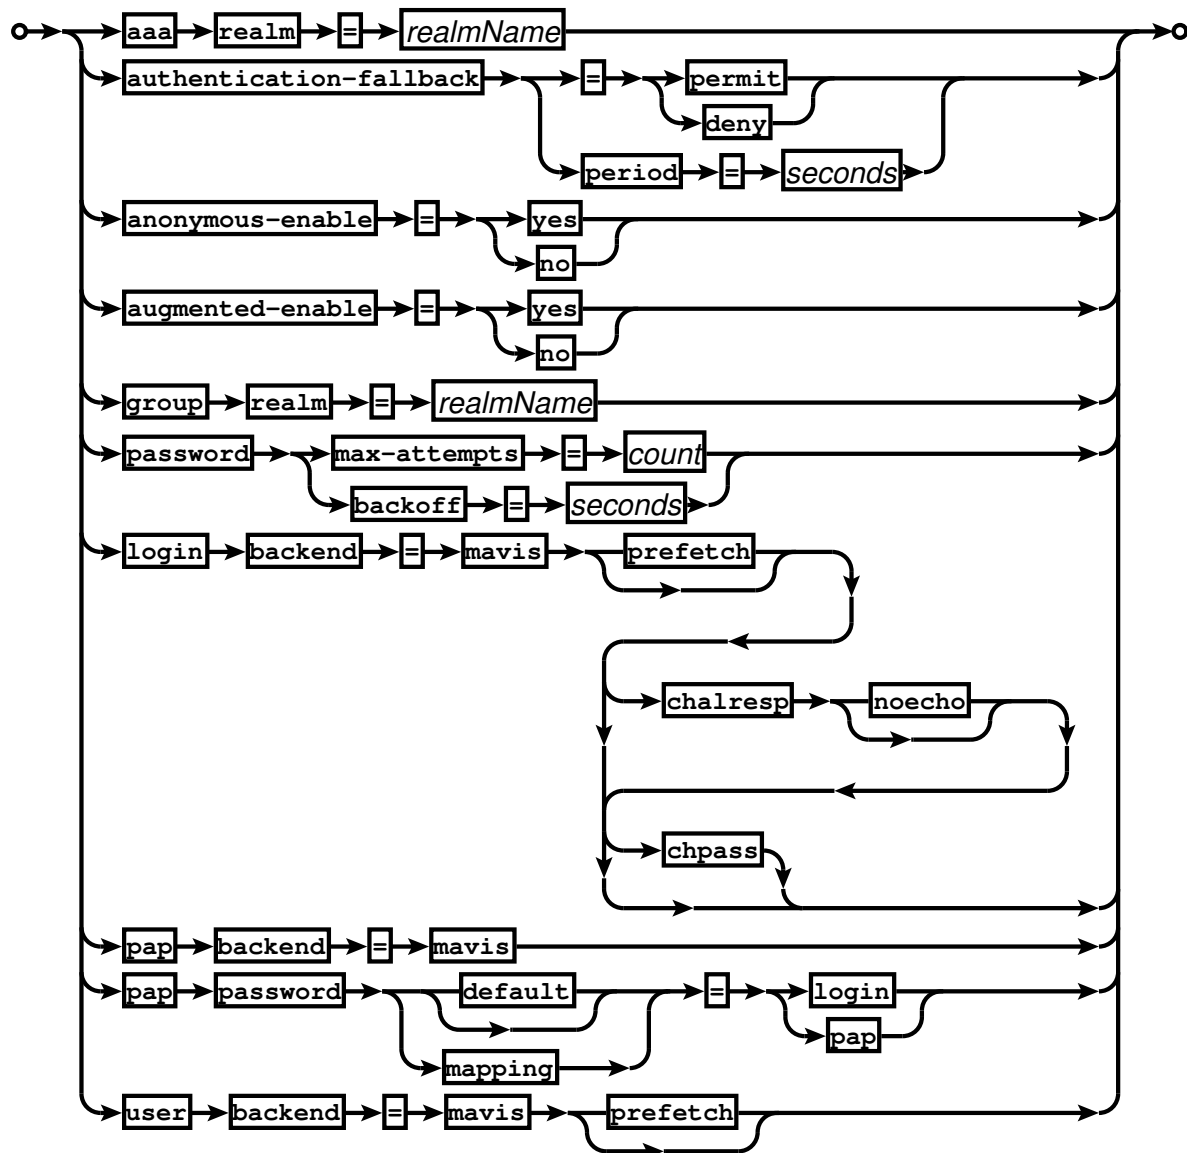 aaa realm = realmName
authentication-fallback = permit
deny
period = seconds
anonymous-enable = yes
no
augmented-enable = yes
no
group realm = realmName
password max-attempts = count
backoff = seconds
login backend = mavis prefetch
chalresp noecho
chpass
pap backend = mavis
pap password default = login
pap
mapping
user backend = mavis prefetch